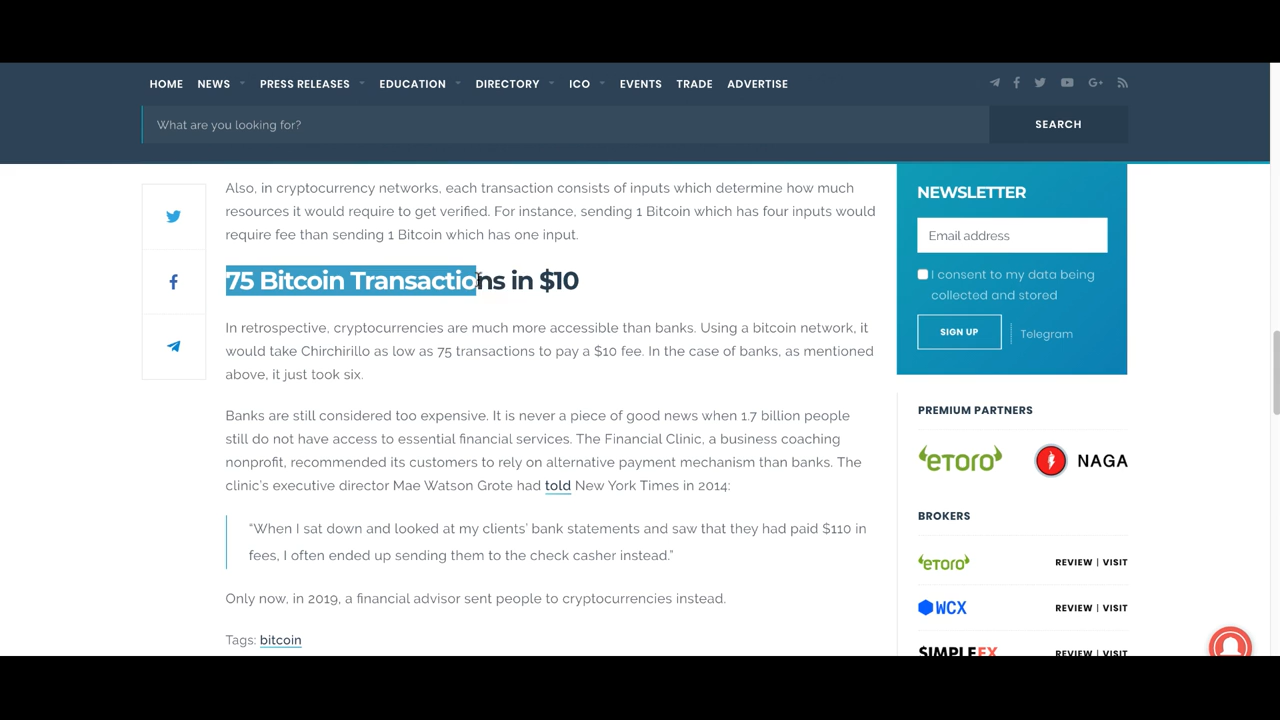 HOME NEWS PRESS RELEASES EDUCATION DIRECTORY ICO EVENTS TRADE ADVERTISE
What are you looking for? SEARCH
Also, in cryptocurrency networks, each transaction consists of inputs which determine how much
resources it would require to get verified. For instance, sending 1 Bitcoin which has four inputs would
require fee than sending 1 Bitcoin which has one input.
75 Bitcoin Transactions in $10
In retrospective, cryptocurrencies are much more accessible than banks. Using a bitcoin network, it
would take Chirchirillo as low as 75 transactions to pay a $10 fee. In the case of banks, as mentioned
above, it just took six.
Banks are still considered too expensive. It is never a piece of good news when 1.7 billion people
still do not have access to essential financial services. The Financial Clinic, a business coaching
nonprofit, recommended its customers to rely on alternative payment mechanism than banks. The
clinic's executive director Mae Watson Grote had told New York Times in 2014:
“When I sat down and looked at my clients' bank statements and saw that they had paid $110 in
fees, I often ended up sending them to the check casher instead.”
Only now, in 2019, a financial advisor sent people to cryptocurrencies instead.
Tags: bitcoin
NEWSLETTER
Email address
I consent to my data being
collected and stored
SIGN UP Telegram
PREMIUM PARTNERS
eToro NAGA
BROKERS
eToro REVIEW | VISIT
WCX REVIEW | VISIT
SIMPLEFX REVIEW | VISIT